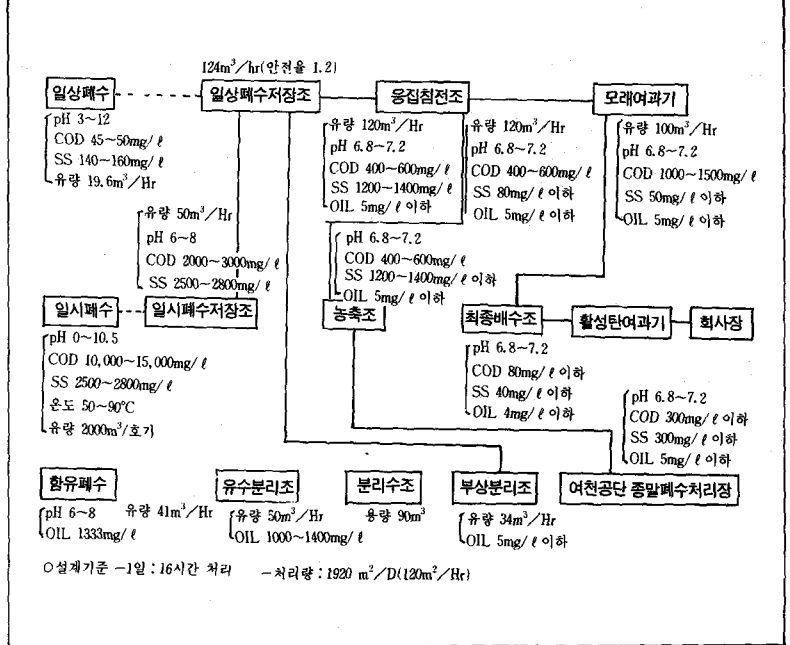 124m³/hr(안전율 1.2)
일상폐수
일상폐수저장조
응집침전조
모래여과기
pH 3~12
COD 45~50mg/ℓ
SS 140~160mg/ℓ
유량 19.6m³/Hr
유량 120m³/Hr
pH 6.8~7.2
COD 400~600mg/ℓ
SS 1200~1400mg/ℓ
OIL 5mg/ℓ 이하
유량 120m³/Hr
pH 6.8~7.2
COD 400~600mg/ℓ
SS 80mg/ℓ 이하
OIL 5mg/ℓ 이하
유량 100m³/Hr
pH 6.8~7.2
COD 1000~1500mg/ℓ
SS 50mg/ℓ 이하
OIL 5mg/ℓ 이하
유량 50m³/Hr
pH 6~8
COD 2000~3000mg/ℓ
SS 2500~2800mg/ℓ
pH 6.8~7.2
COD 400~600mg/ℓ
SS 1200~1400mg/ℓ 이하
OIL 5mg/ℓ 이하
일시폐수
일시폐수저장조
농축조
최종배수조
활성탄여과기
회사장
pH 0~10.5
COD 10,000~15,000mg/ℓ
SS 2500~2800mg/ℓ
온도 50~90℃
유량 2000m³/호기
pH 6.8~7.2
COD 80mg/ℓ 이하
SS 40mg/ℓ 이하
OIL 4mg/ℓ 이하
pH 6.8~7.2
COD 300mg/ℓ 이하
SS 300mg/ℓ 이하
OIL 5mg/ℓ 이하
함유폐수
유수분리조
분리수조
부상분리조
여천공단 종말폐수처리장
pH 6~8 유량 41m³/Hr
OIL 1333mg/ℓ
유량 50m³/Hr
OIL 1000~1400mg/ℓ
용량 90m³
유량 34m³/Hr
OIL 5mg/ℓ 이하
○설계기준 -1일 : 16시간 처리 -처리량 : 1920 m²/D(120m²/Hr)